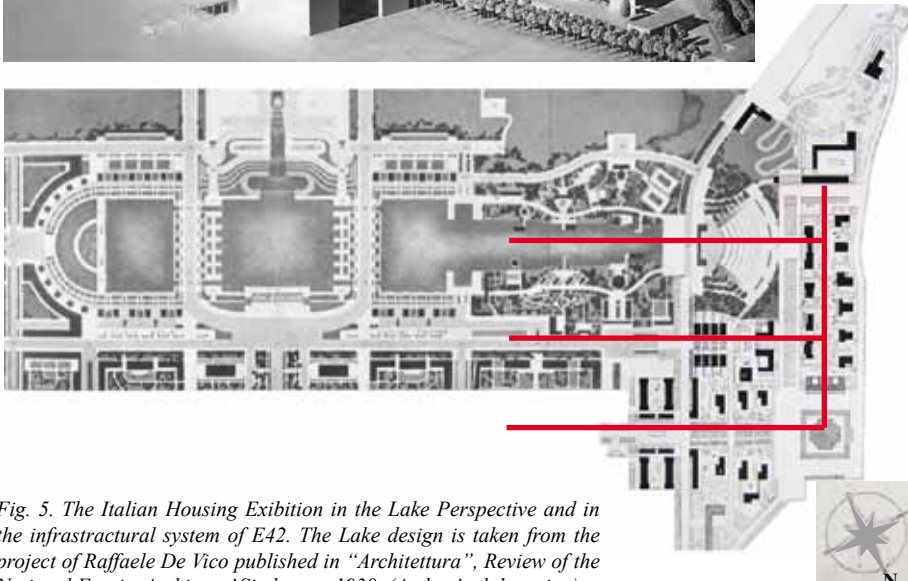 Fig. 5. The Italian Housing Exibition in the Lake Perspective and in
the infrastractural system of E42. The Lake design is taken from the
project of Raffaele De Vico published in “Architettura”, Review of the
N